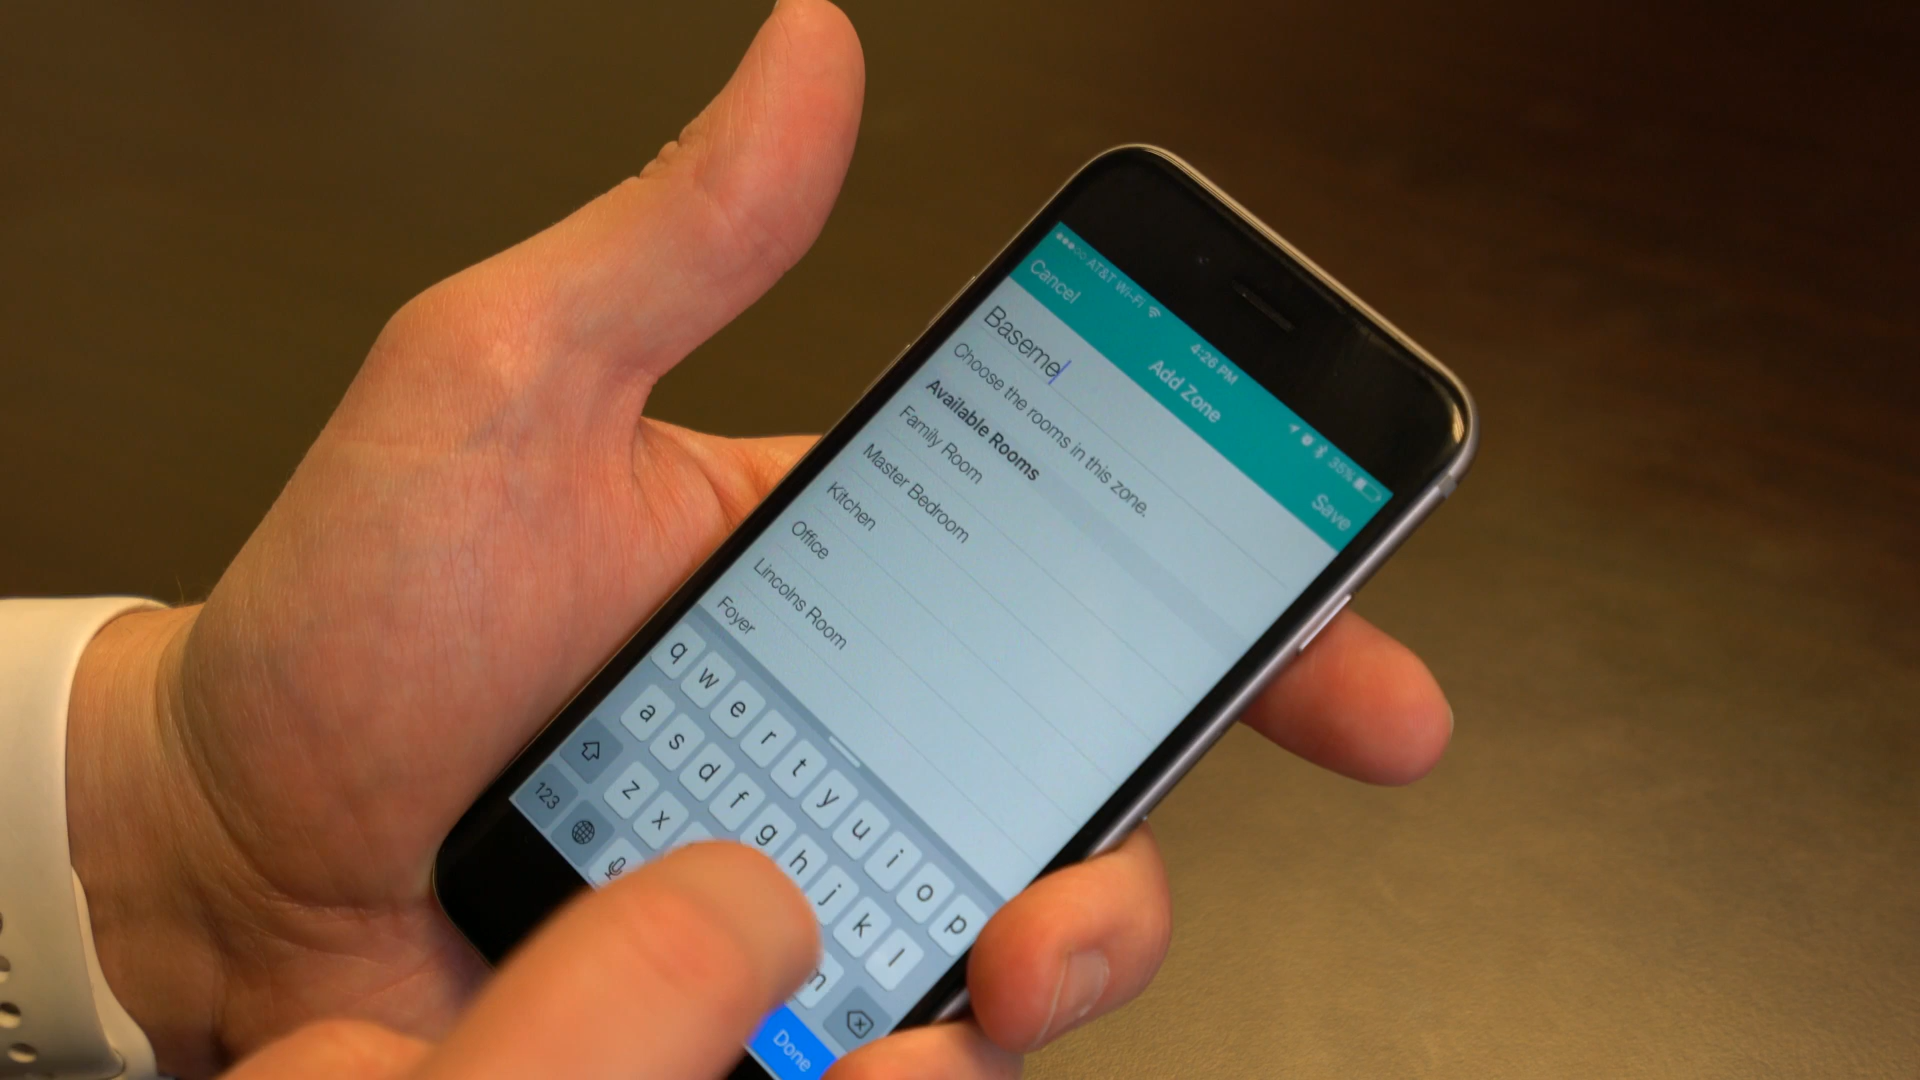 AT&T Wi-Fi 4:26 PM 35%
Cancel Add Zone Save
Baseme
Choose the rooms in this zone.
Available Rooms
Family Room
Master Bedroom
Kitchen
Office
Lincolns Room
Foyer
q w e r t y u i o p
a s d f g h j k l
z x m
123 Done